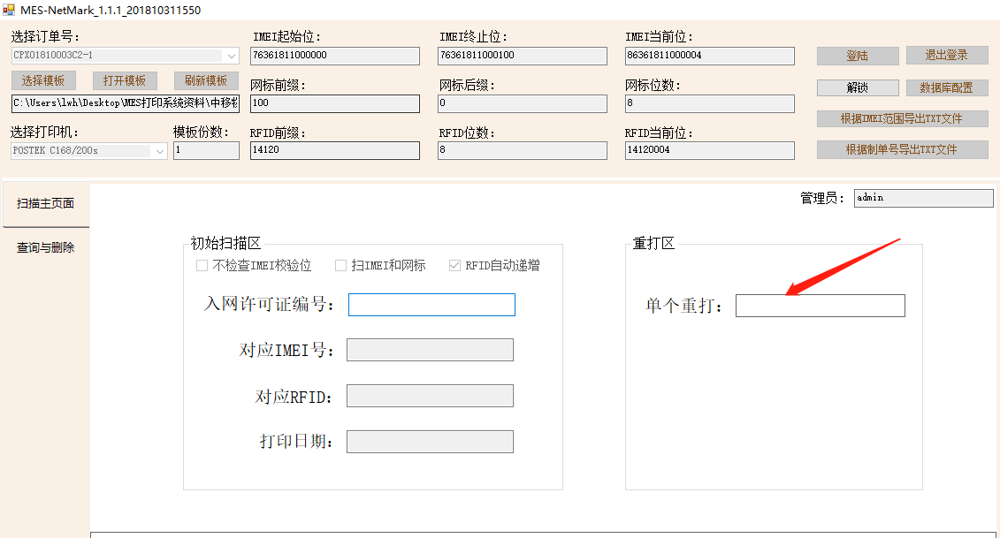 MES-NetMark_1.1.1_201810311550
选择订单号:
CPX01810003C2-1
选择模板
打开模板
刷新模板
C:\Users\lwh\Desktop\MES打印系统资料\中移物
选择打印机:
模板份数:
POSTEK C168/200s
1
IMEI起始位:
IMEI终止位:
IMEI当前位:
76361811000000
76361811000100
86361811000004
网标前缀:
网标后缀:
网标位数:
100
0
8
RFID前缀:
RFID位数:
RFID当前位:
14120
8
14120004
登陆
退出登录
解锁
数据库配置
根据IMEI范围导出TXT文件
根据制单号导出TXT文件
扫描主页面
查询与删除
管理员:
admin
初始扫描区
不检查IMEI校验位
扫IMEI和网标
RFID自动递增
入网许可证编号:
对应IMEI号:
对应RFID:
打印日期:
重打区
单个重打: